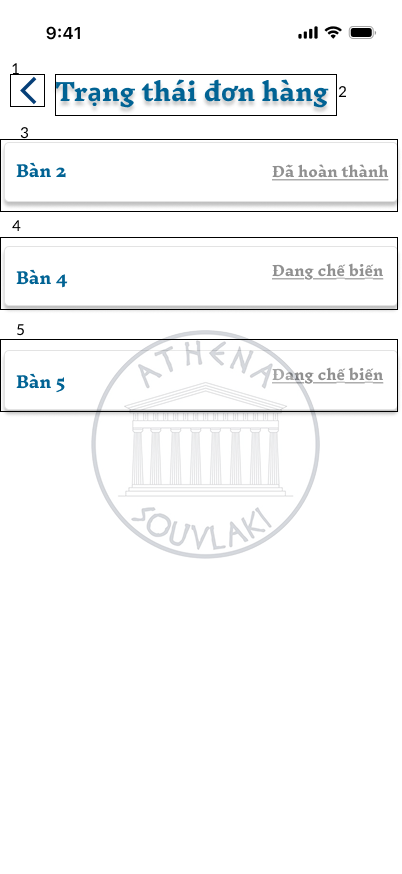 9:41
1
Trạng thái đơn hàng 2
3
Bàn 2 Đã hoàn thành
4
Bàn 4 Đang chế biến
5
Bàn 5 Đang chế biến
ATHENA
SOUVLAKI